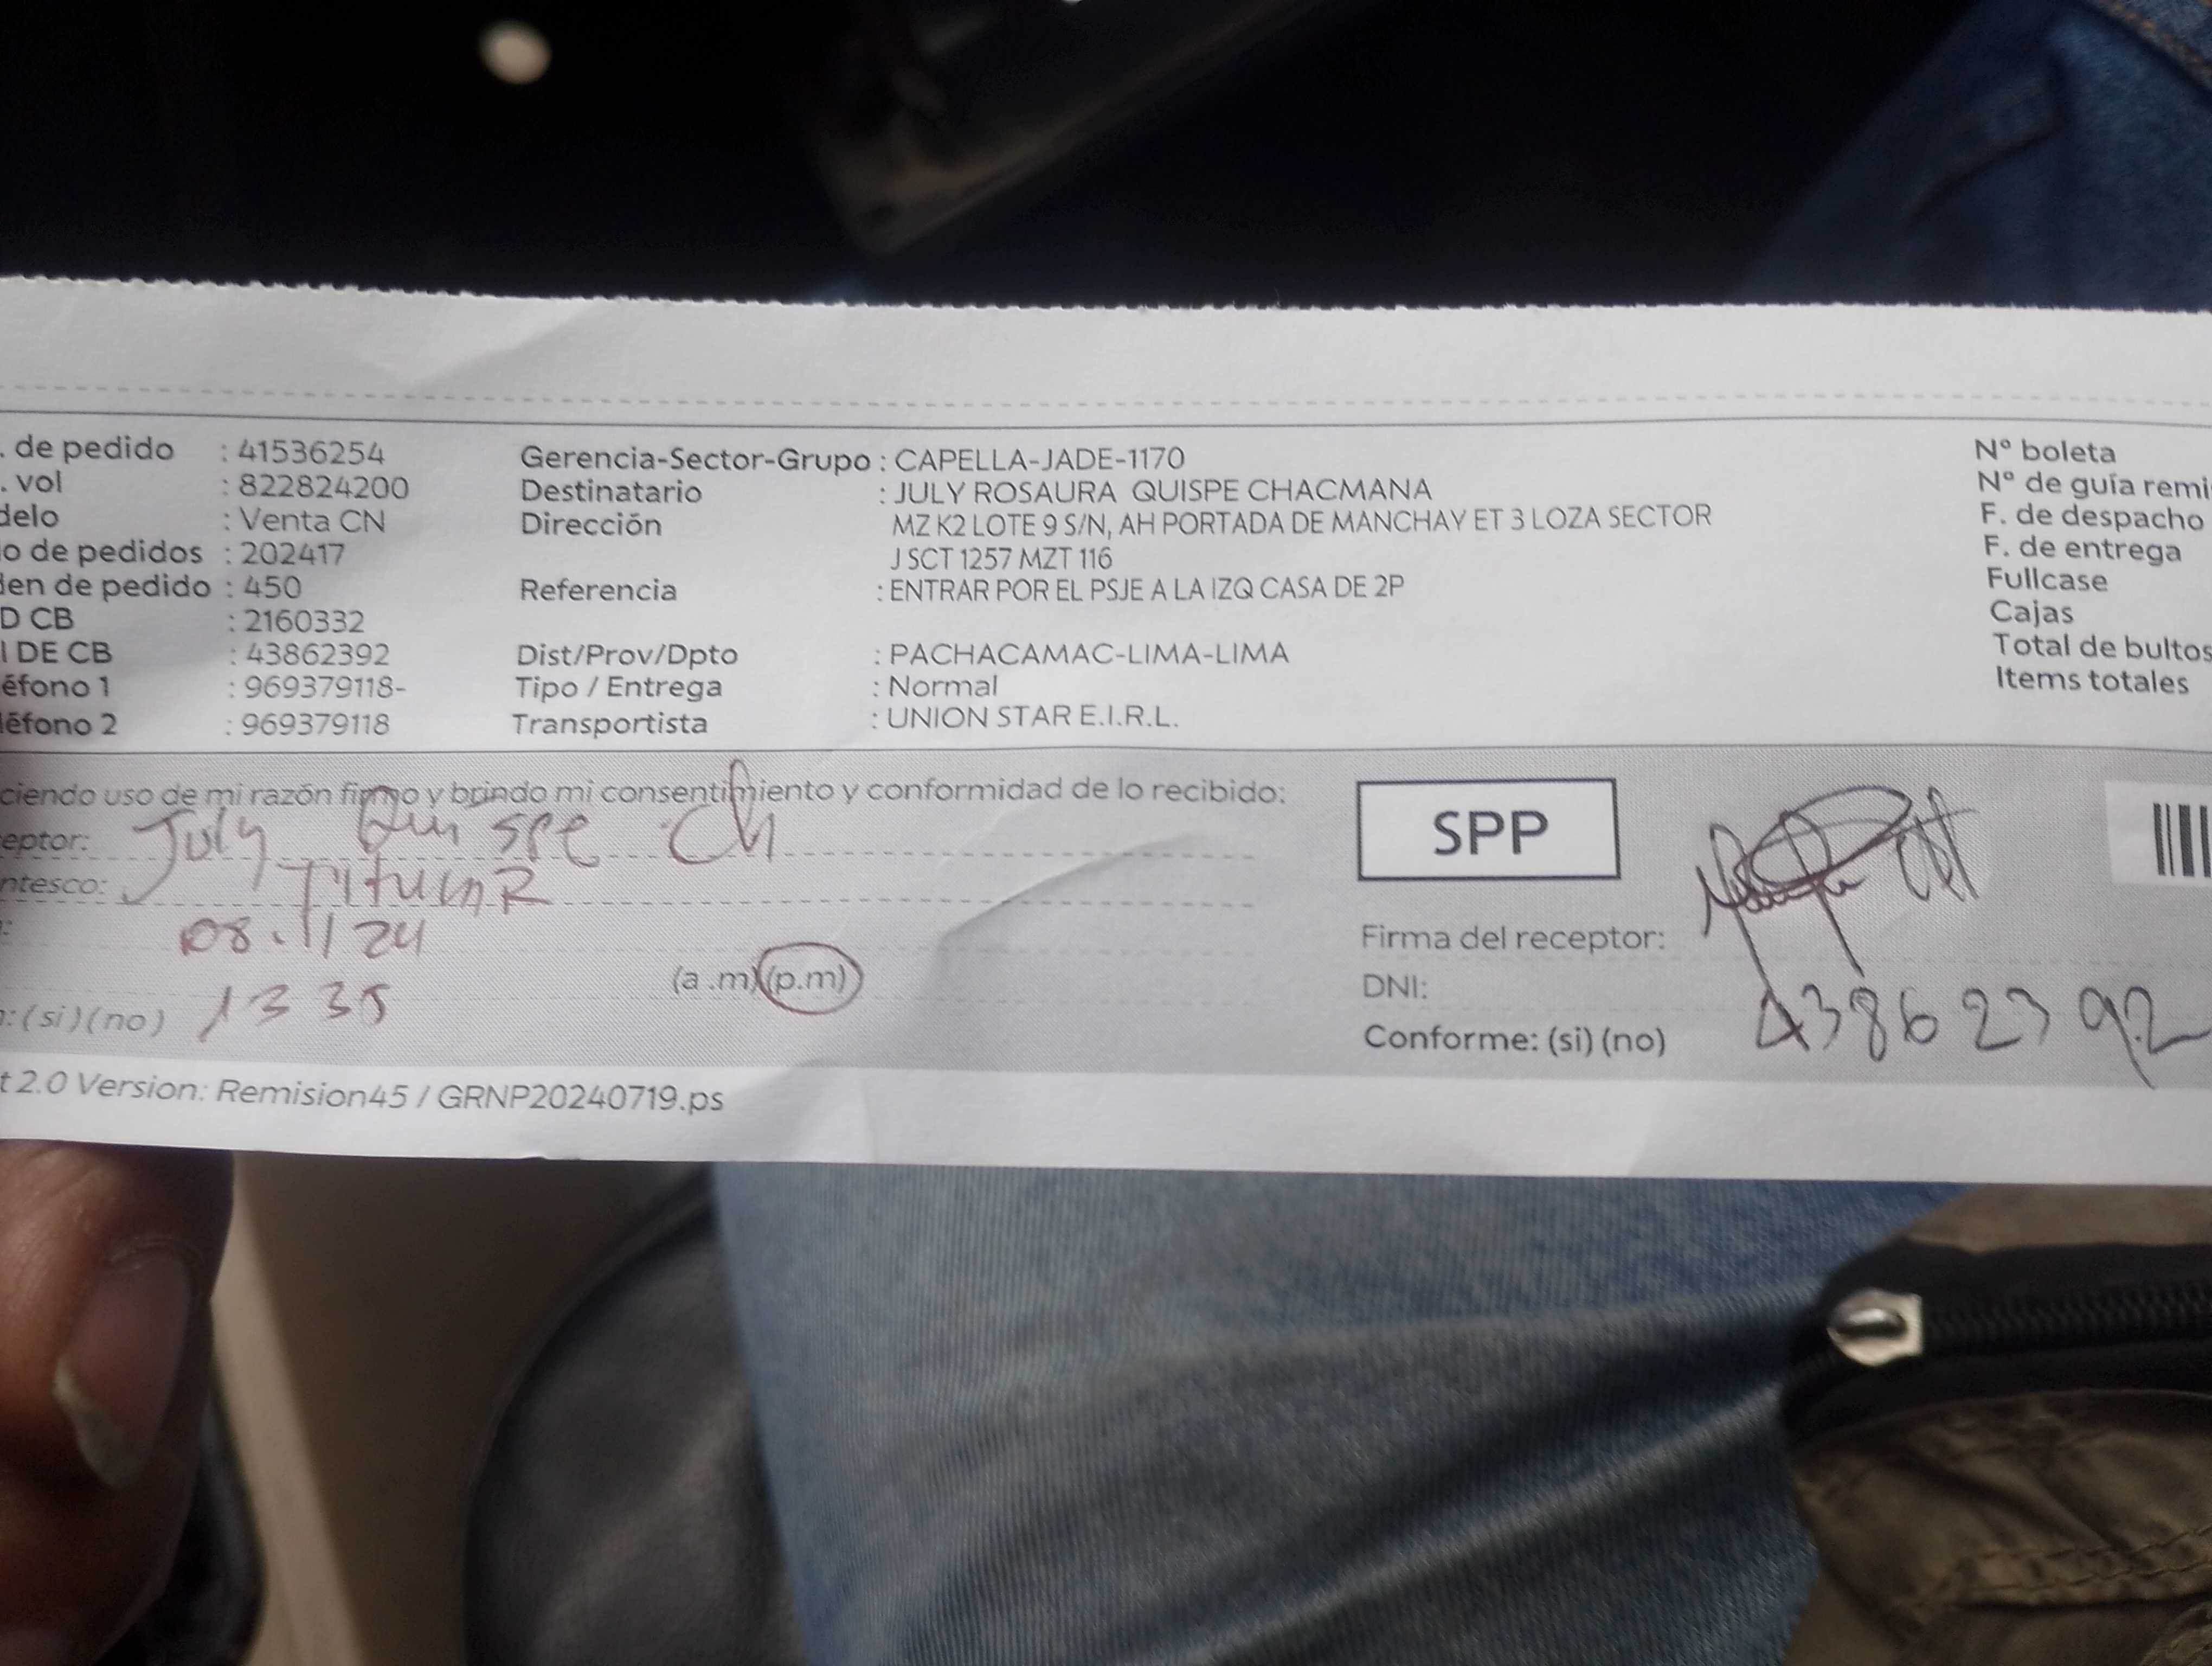 . de pedido : 41536254
. vol : 822824200
delo : Venta CN
o de pedidos : 202417
den de pedido : 450
D CB : 2160332
I DE CB : 43862392
éfono 1 : 969379118-
léfono 2 : 969379118
Gerencia-Sector-Grupo : CAPELLA-JADE-1170
Destinatario : JULY ROSAURA QUISPE CHACMANA
Dirección MZ K2 LOTE 9 S/N, AH PORTADA DE MANCHAY ET 3 LOZA SECTOR
J SCT 1257 MZT 116
Referencia : ENTRAR POR EL PSJE A LA IZQ CASA DE 2P
Dist/Prov/Dpto : PACHACAMAC-LIMA-LIMA
Tipo / Entrega : Normal
Transportista : UNION STAR E.I.R.L.
Nº boleta
Nº de guía remi
F. de despacho
F. de entrega
Fullcase
Cajas
Total de bultos
Items totales
ciendo uso de mi razón firmo y brindo mi consentimiento y conformidad de lo recibido:
eptor: July Quispe Ch
ntesco: TITULAR
: 08.11 24
(a .m) (p.m)
: (si) (no) 13 35
SPP
Firma del receptor:
DNI: 43862392
Conforme: (si) (no)
t 2.0 Version: Remision45 / GRNP20240719.ps